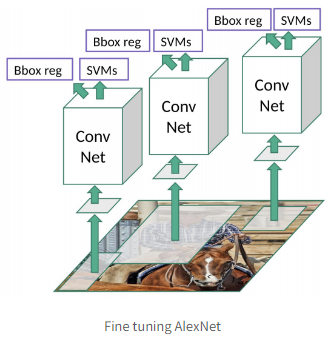 Bbox reg SVMs
Bbox reg SVMs
Bbox reg SVMs
Conv
Net
Conv
Net
Conv
Net
Fine tuning AlexNet